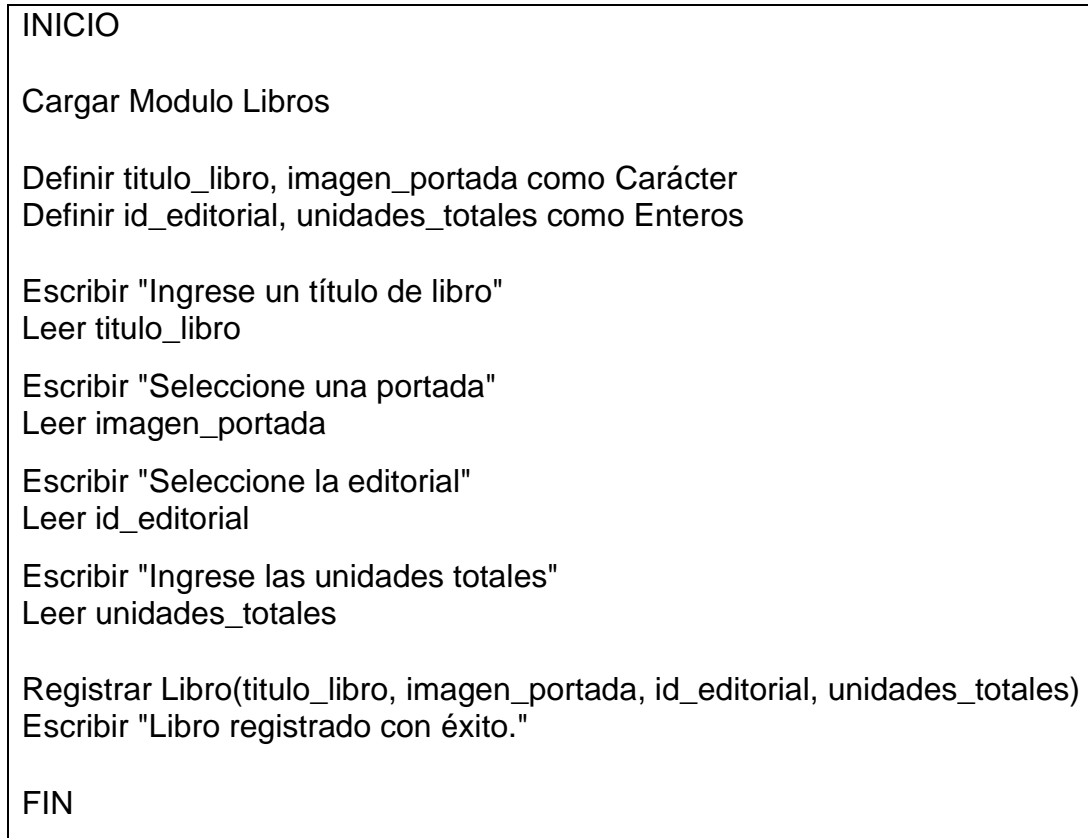 INICIO
Cargar Modulo Libros
Definir titulo_libro, imagen_portada como Carácter
Definir id_editorial, unidades_totales como Enteros
Escribir "Ingrese un título de libro"
Leer titulo_libro
Escribir "Seleccione una portada"
Leer imagen_portada
Escribir "Seleccione la editorial"
Leer id_editorial
Escribir "Ingrese las unidades totales"
Leer unidades_totales
Registrar Libro(titulo_libro, imagen_portada, id_editorial, unidades_totales)
Escribir "Libro registrado con éxito."
FIN